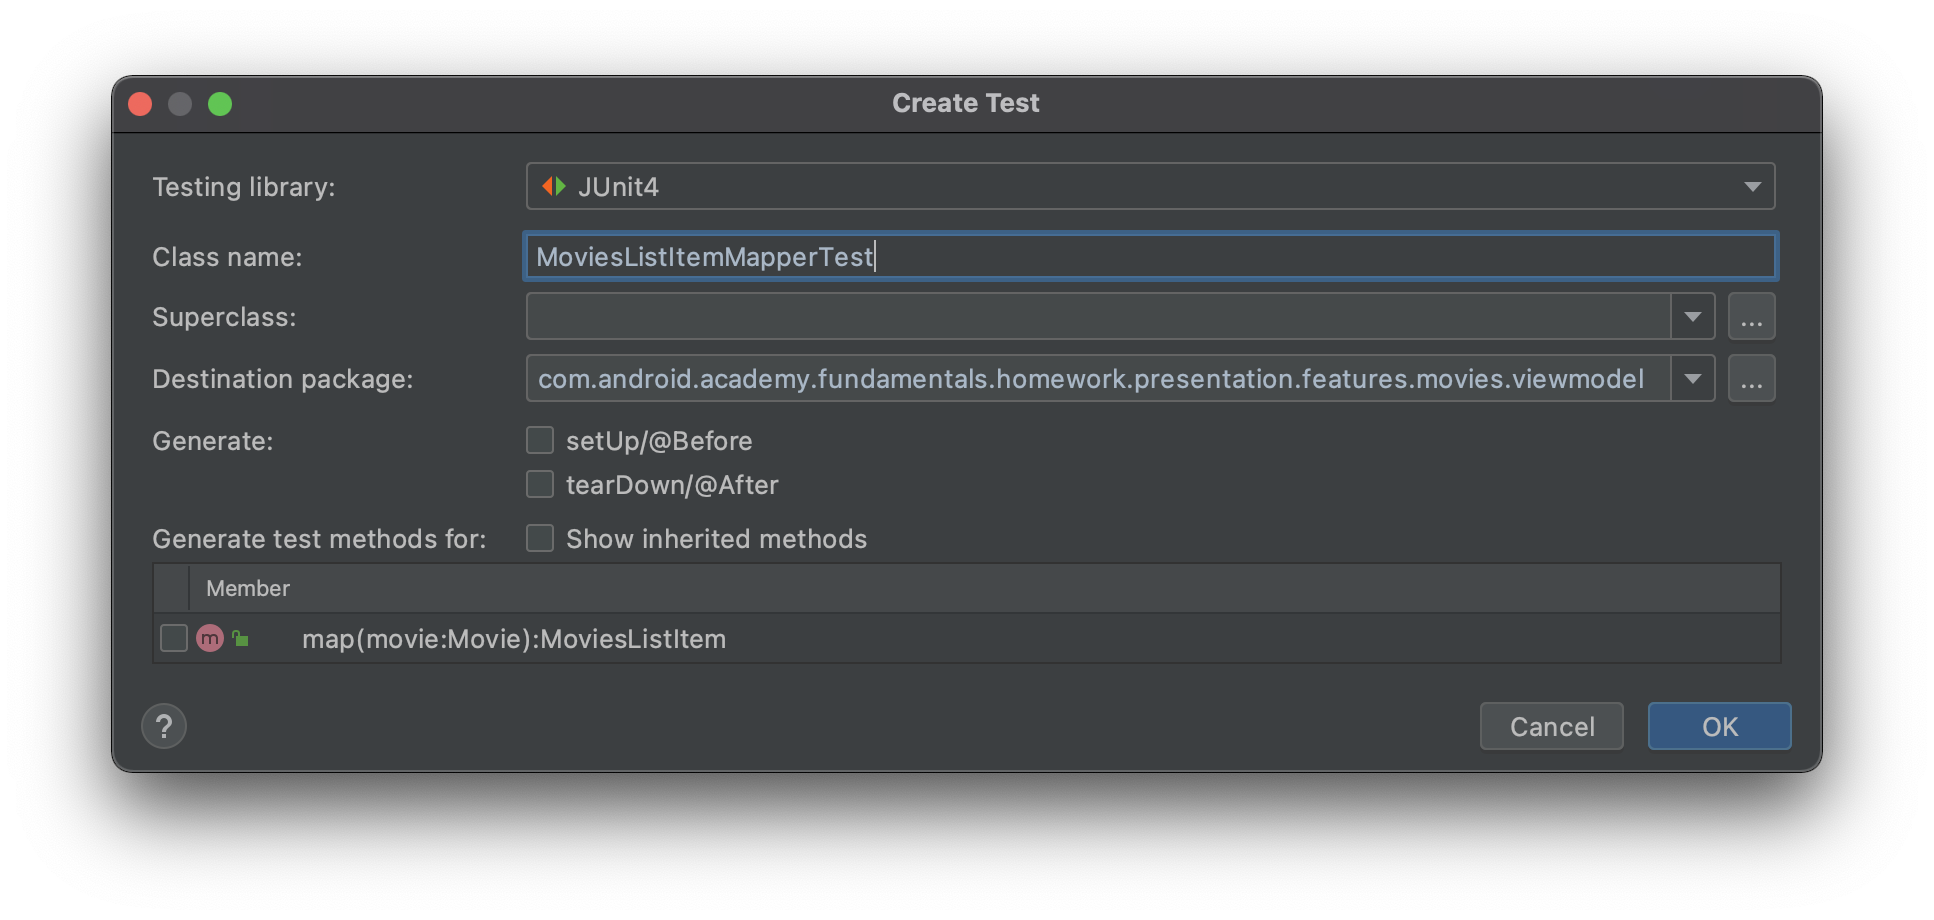 Create Test
Testing library: JUnit4
Class name: MoviesListItemMapperTest
Superclass: ...
Destination package: com.android.academy.fundamentals.homework.presentation.features.movies.viewmodel ...
Generate: setUp/@Before
tearDown/@After
Generate test methods for: Show inherited methods
Member
m map(movie:Movie):MoviesListItem
? Cancel OK